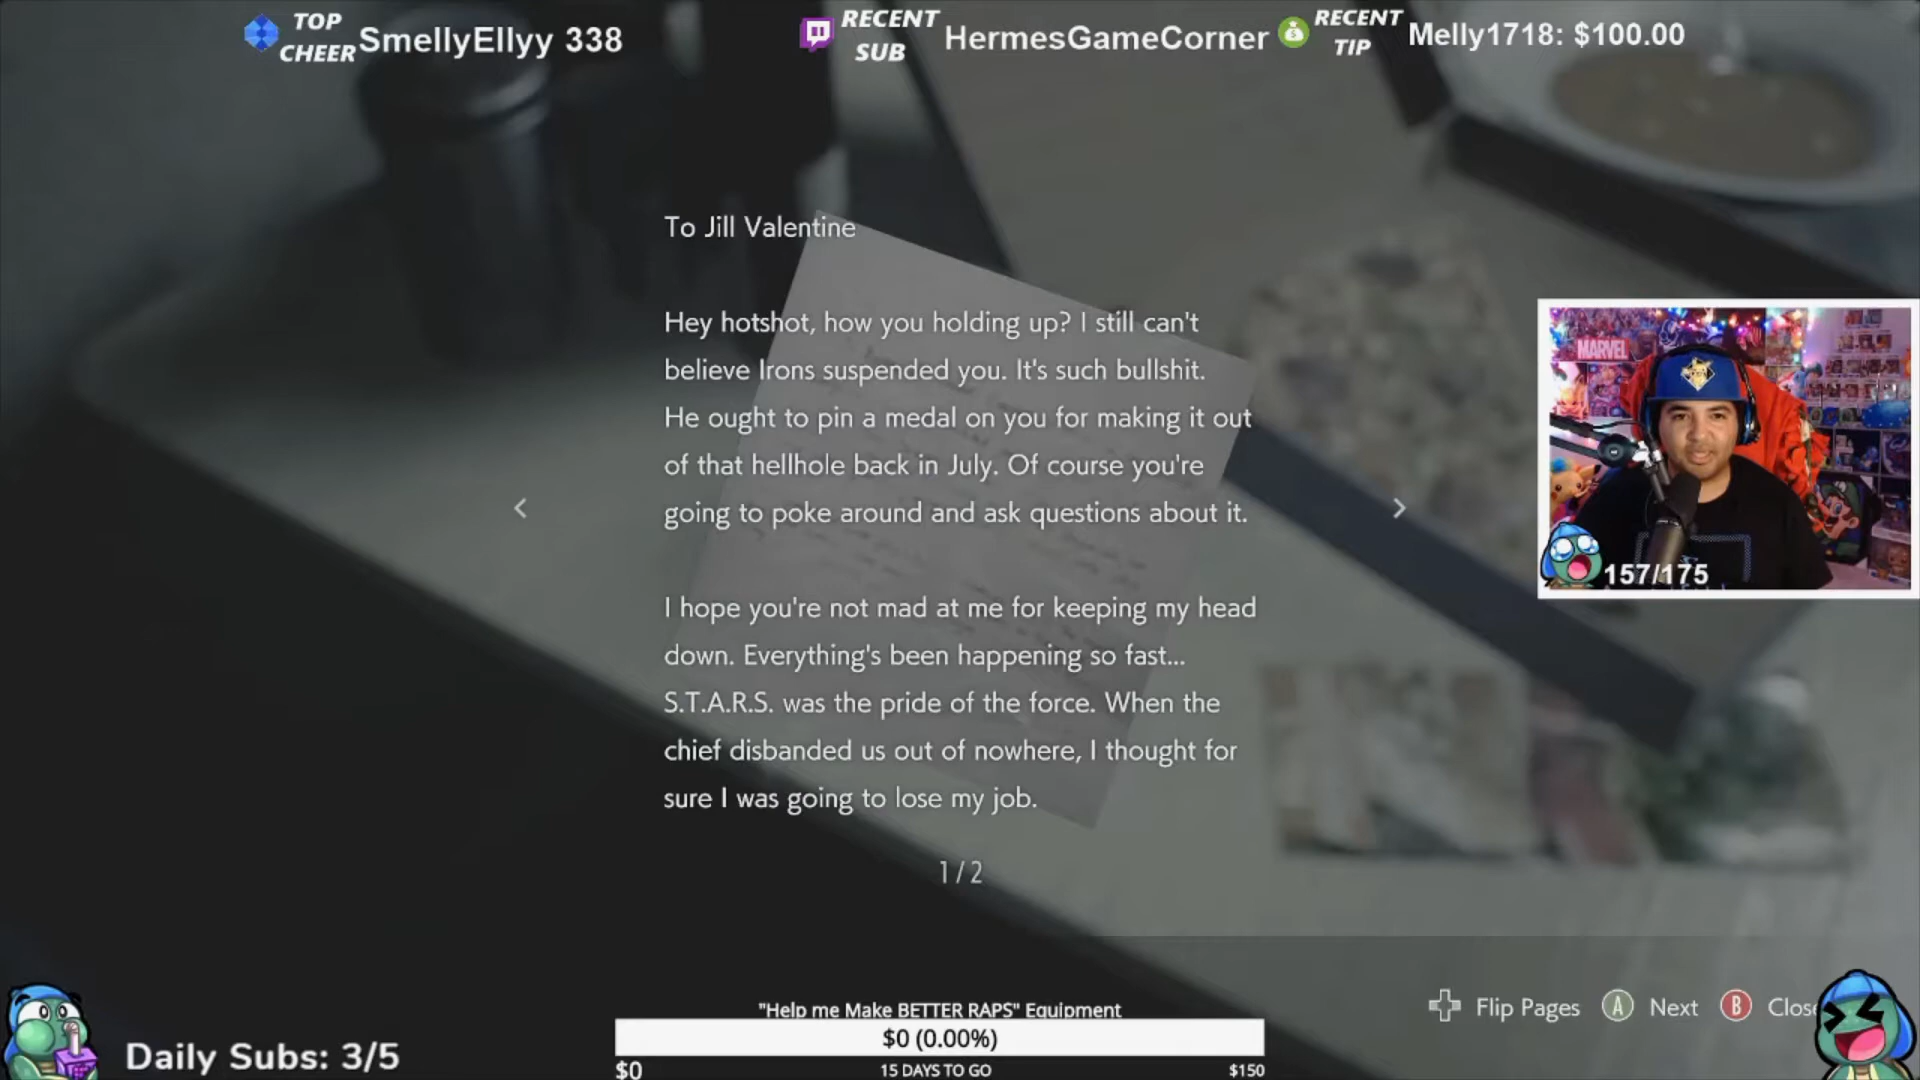 TOP CHEER SmellyEllyy 338
RECENT SUB HermesGameCorner
RECENT TIP Melly1718: $100.00
To Jill Valentine
Hey hotshot, how you holding up? I still can't
believe Irons suspended you. It's such bullshit.
He ought to pin a medal on you for making it out
of that hellhole back in July. Of course you're
going to poke around and ask questions about it.
I hope you're not mad at me for keeping my head
down. Everything's been happening so fast...
S.T.A.R.S. was the pride of the force. When the
chief disbanded us out of nowhere, I thought for
sure I was going to lose my job.
1 / 2
MARVEL
157/175
Flip Pages A Next B Close
"Help me Make BETTER RAPS" Equipment
$0 (0.00%)
$0 15 DAYS TO GO $150
Daily Subs: 3/5